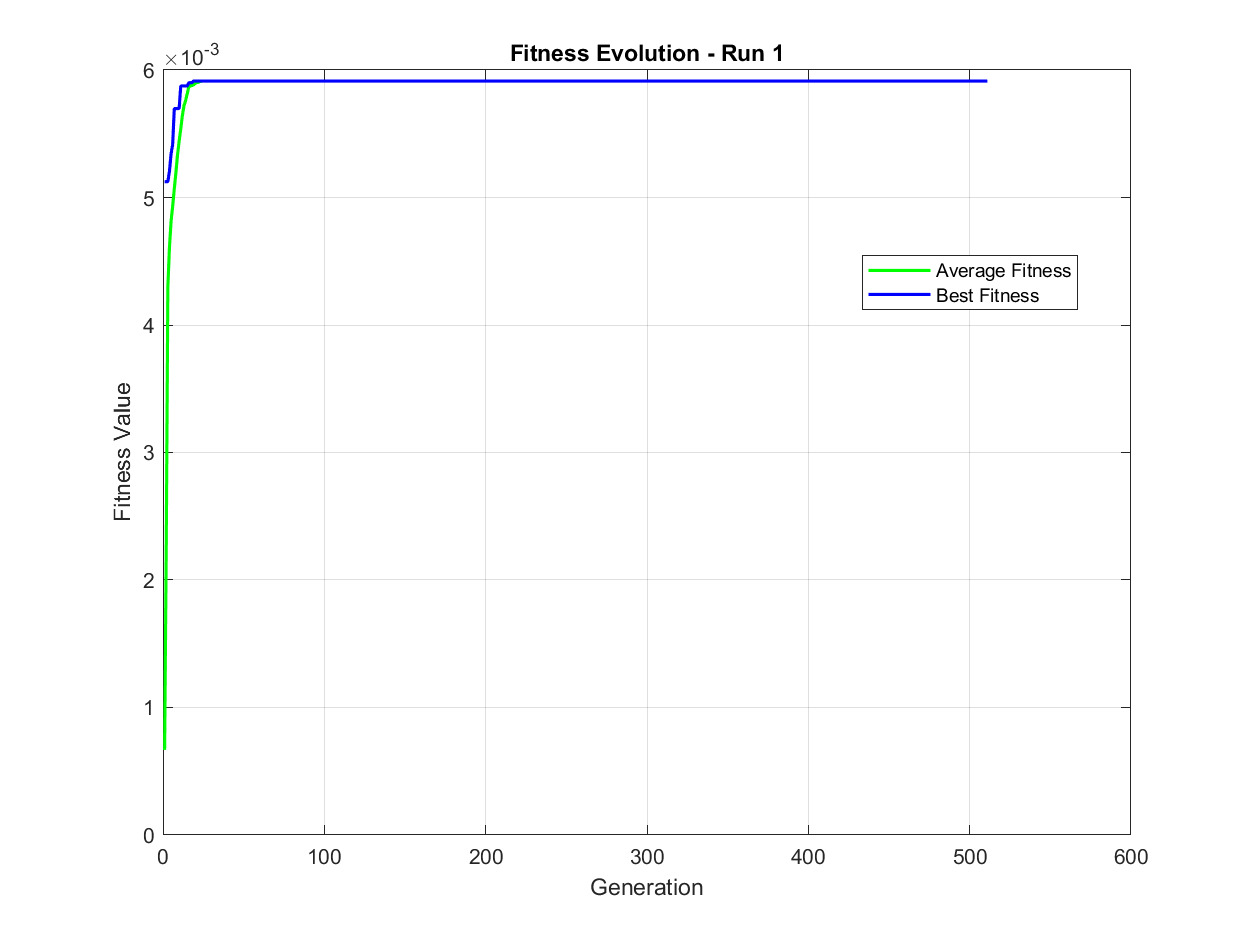 Fitness Evolution - Run 1
×10⁻³
6
5
4
3
2
1
0
Fitness Value
Average Fitness
Best Fitness
0 100 200 300 400 500 600
Generation